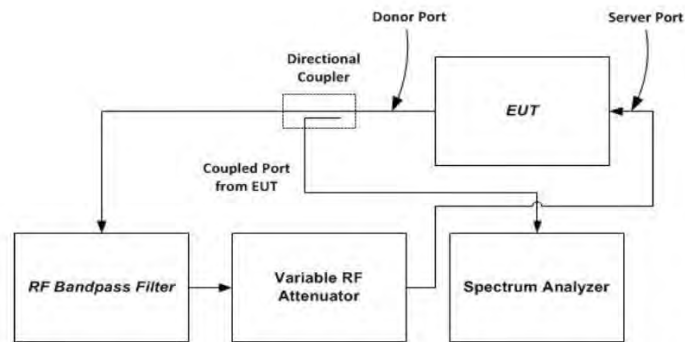 Donor Port
Server Port
Directional
Coupler
EUT
Coupled Port
from EUT
RF Bandpass Filter
Variable RF
Attenuator
Spectrum Analyzer